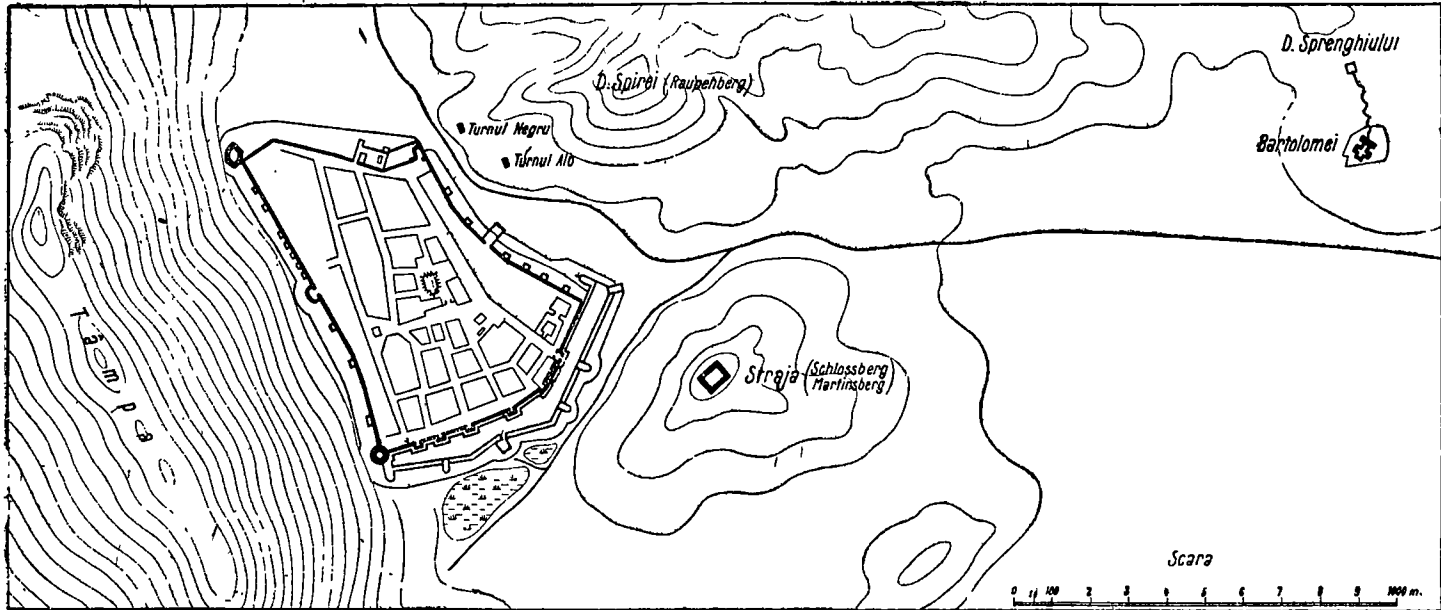 D. Sprenghiului
D. Spirei (Raupenberg)
Turnul Negru
Turnul Alb
Bartolomei
Tâmpa
Straja (Schlossberg
Martinsberg)
Scara
0 100 2 3 4 5 6 7 8 9 1000 m.